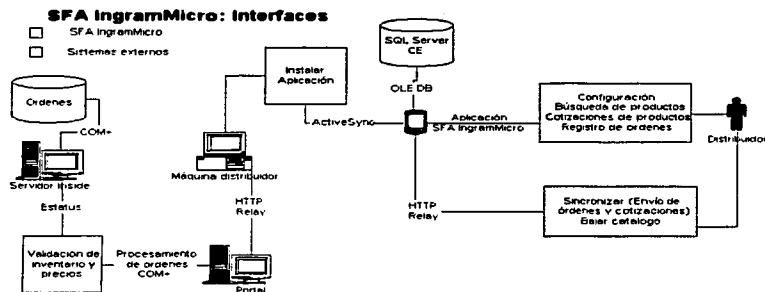 SFA IngramMicro: Interfaces
SFA IngramMicro
Sistemas externos
SQL Server
CE
Instalar
Aplicación
OLE DB
Ordenes
COM+
ActiveSync
Aplicación
SFA IngramMicro
Configuración
Búsqueda de productos
Cotizaciones de productos
Registro de ordenes
Distribuidor
Servidor Inside
Máquina distribuidor
Estatus
HTTP
Relay
HTTP
Relay
Sincronizar (Envío de
órdenes y cotizaciones)
Bajar catalogo
Validación de
inventario y
precios
Procesamiento
de ordenes
COM+
Portal